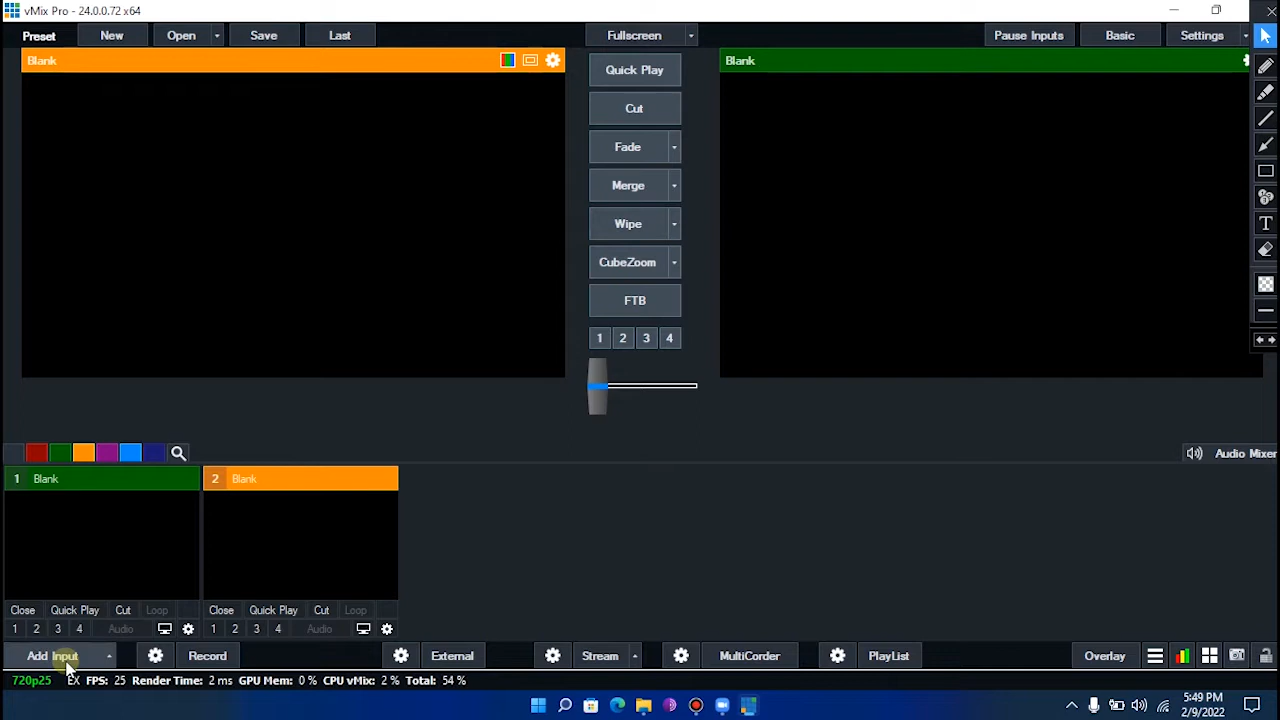 vMix Pro - 24.0.0.72 x64
Preset New Open Save Last Fullscreen Pause Inputs Basic Settings
Blank
Blank
Quick Play
Cut
Fade
Merge
Wipe
CubeZoom
FTB
1 2 3 4
T
Audio Mixer
1 Blank
2 Blank
Close Quick Play Cut Loop
Close Quick Play Cut Loop
1 2 3 4 Audio
1 2 3 4 Audio
Add Input Record External Stream MultiCorder PlayList Overlay
720p25 EX FPS: 25 Render Time: 2 ms GPU Mem: 0 % CPU vMix: 2 % Total: 54 %
5:49 PM
2/9/2022